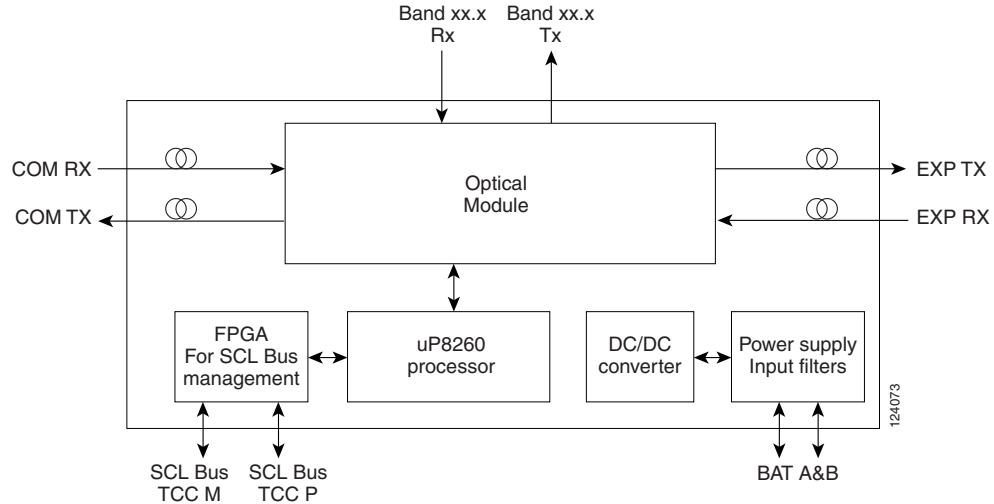 Band xx.x
Rx
Band xx.x
Tx
COM RX
COM TX
Optical
Module
EXP TX
EXP RX
FPGA
For SCL Bus
management
uP8260
processor
DC/DC
converter
Power supply
Input filters
124073
SCL Bus
TCC M
SCL Bus
TCC P
BAT A&B